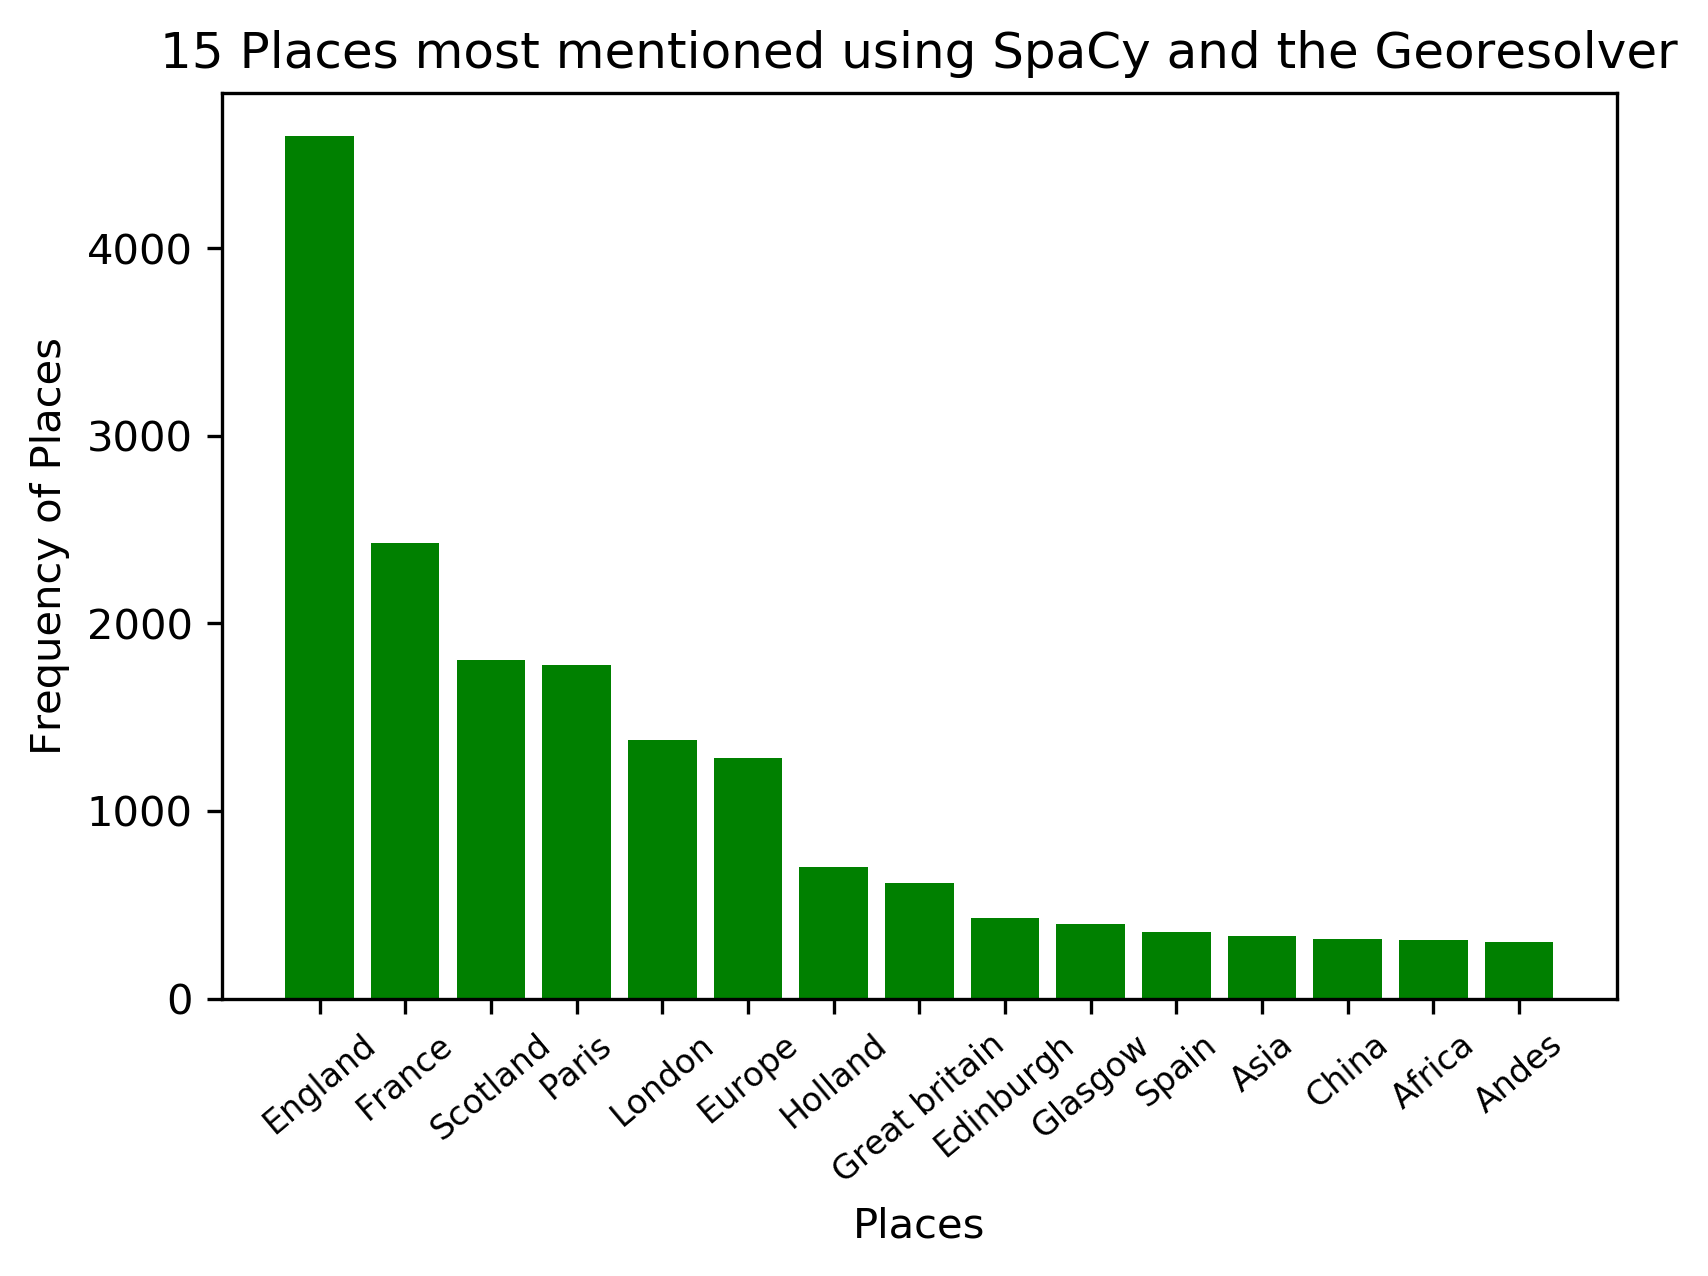 15 Places most mentioned using SpaCy and the Georesolver
Frequency of Places
4000
3000
2000
1000
0
England
France
Scotland
Paris
London
Europe
Holland
Great britain
Edinburgh
Glasgow
Spain
Asia
China
Africa
Andes
Places